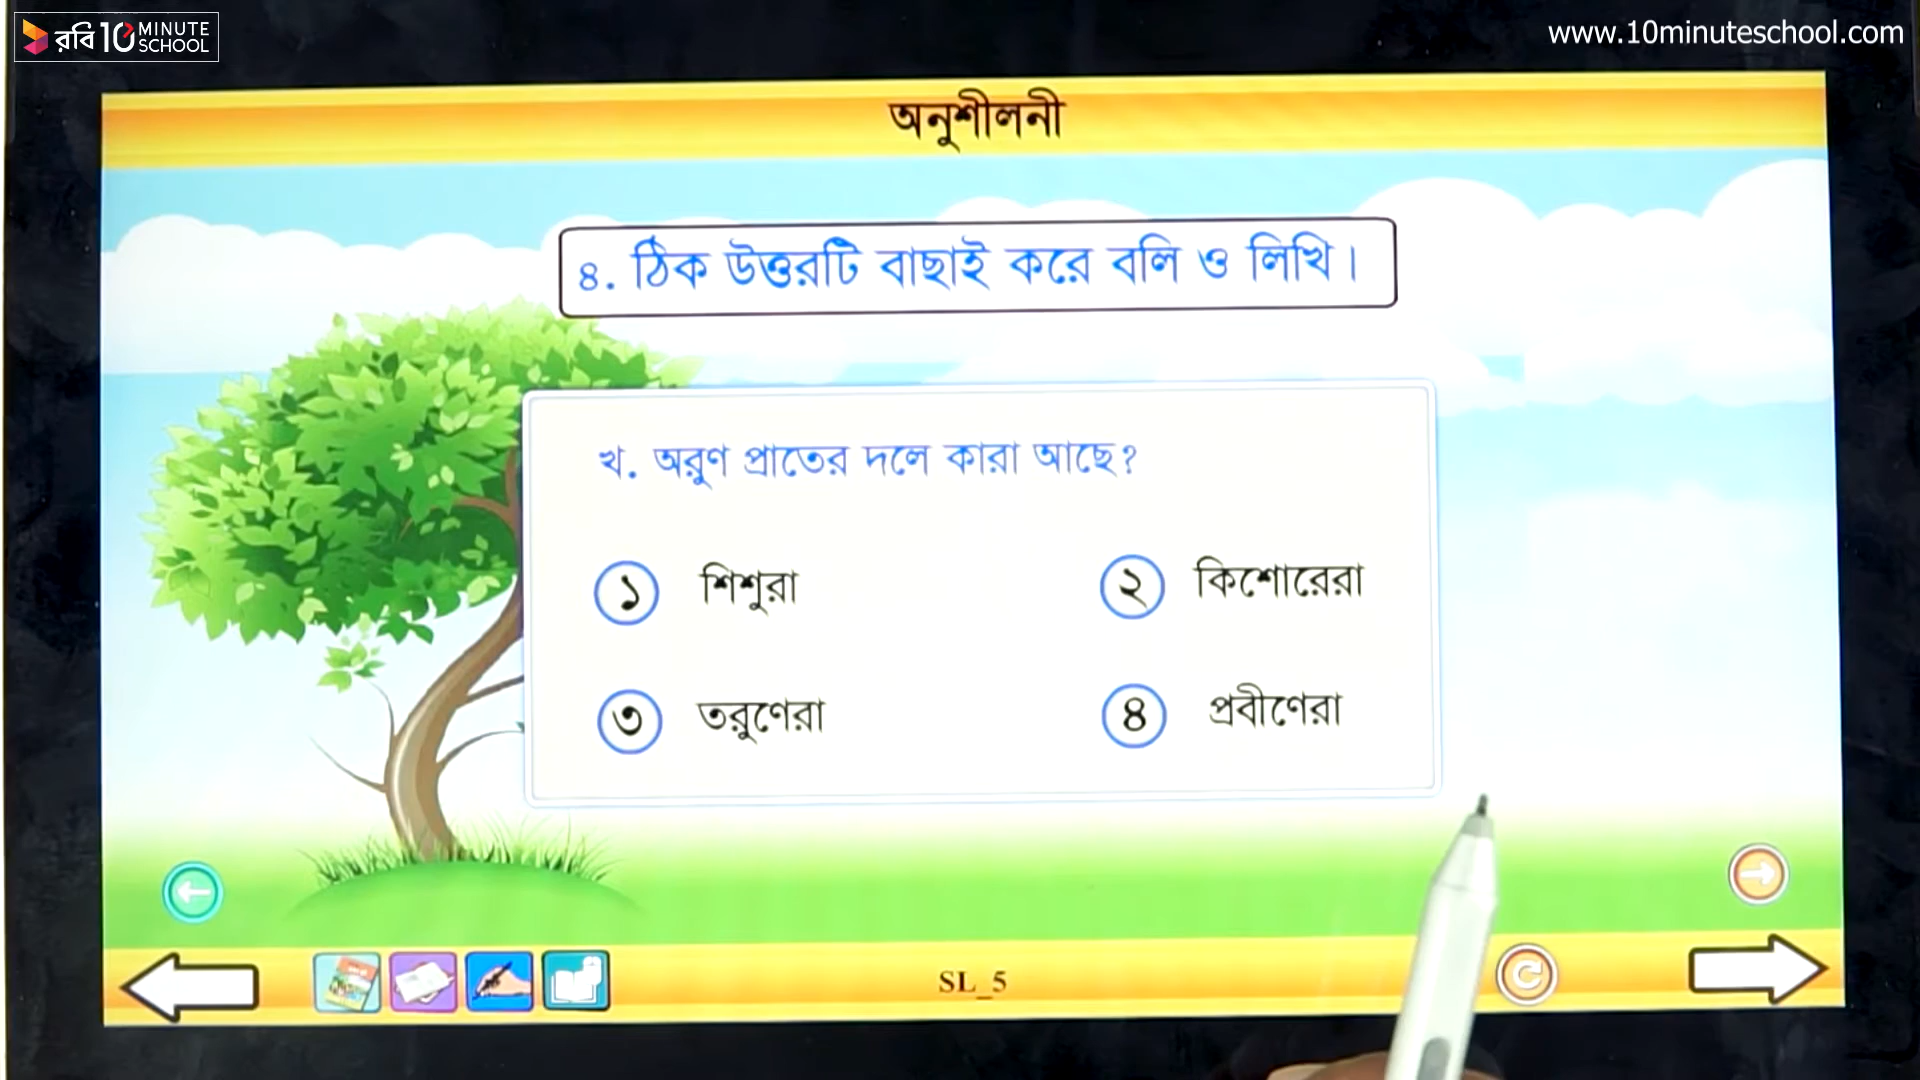 রবি 10 MINUTE SCHOOL
www.10minuteschool.com
অনুশীলনী
৪. ঠিক উত্তরটি বাছাই করে বলি ও লিখি।
খ. অরুণ প্রাতের দলে কারা আছে?
১ শিশুরা
২ কিশোরেরা
৩ তরুণেরা
৪ প্রবীণেরা
SL_5